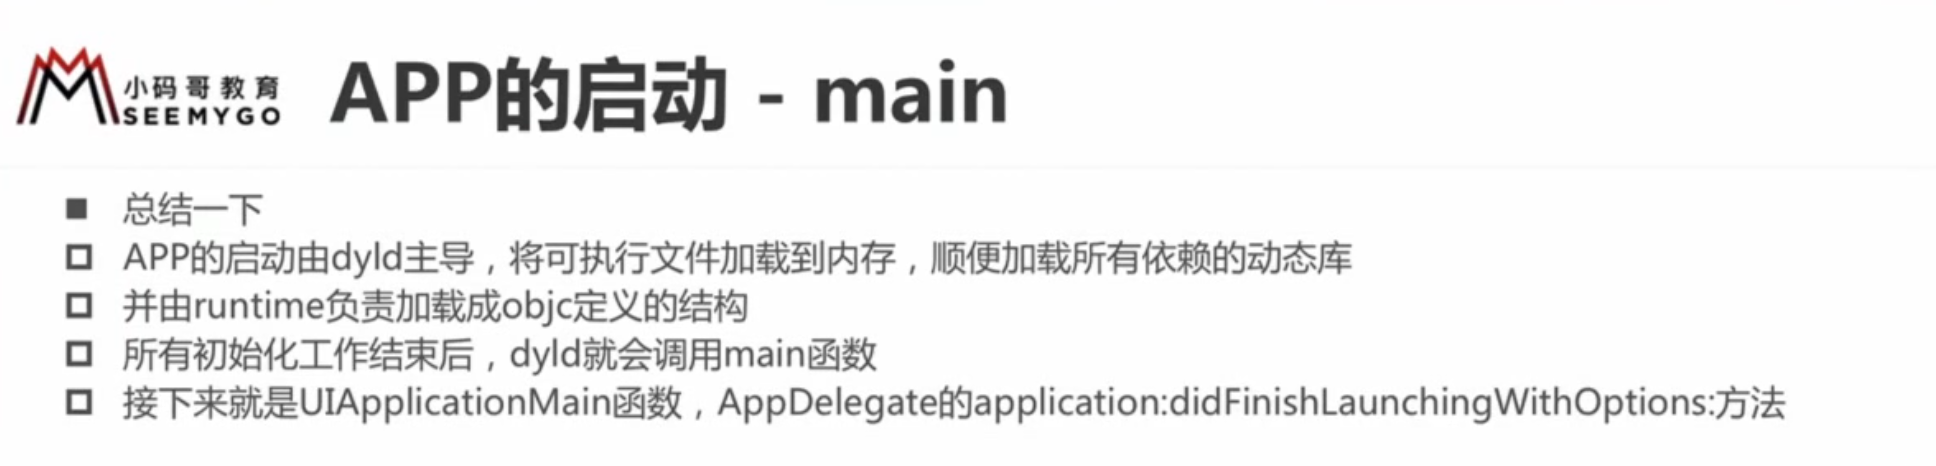 小码哥教育
SEEMYGO
APP的启动 - main
总结一下
APP的启动由dyld主导，将可执行文件加载到内存，顺便加载所有依赖的动态库
并由runtime负责加载成objc定义的结构
所有初始化工作结束后，dyld就会调用main函数
接下来就是UIApplicationMain函数，AppDelegate的application:didFinishLaunchingWithOptions:方法